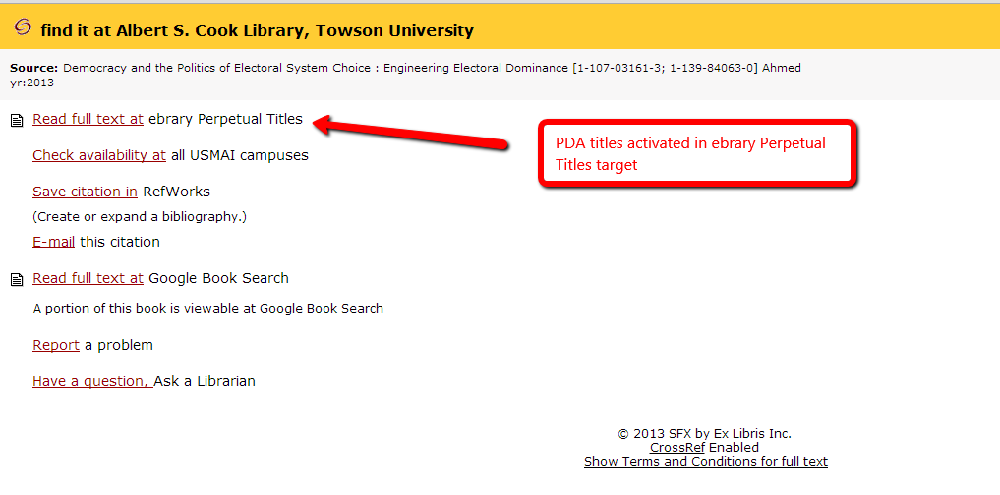 find it at Albert S. Cook Library, Towson University
Source: Democracy and the Politics of Electoral System Choice : Engineering Electoral Dominance [1-107-03161-3; 1-139-84063-0] Ahmed
yr:2013
Read full text at ebrary Perpetual Titles
PDA titles activated in ebrary Perpetual
Titles target
Check availability at all USMAI campuses
Save citation in RefWorks
(Create or expand a bibliography.)
E-mail this citation
Read full text at Google Book Search
A portion of this book is viewable at Google Book Search
Report a problem
Have a question, Ask a Librarian
© 2013 SFX by Ex Libris Inc.
CrossRef Enabled
Show Terms and Conditions for full text